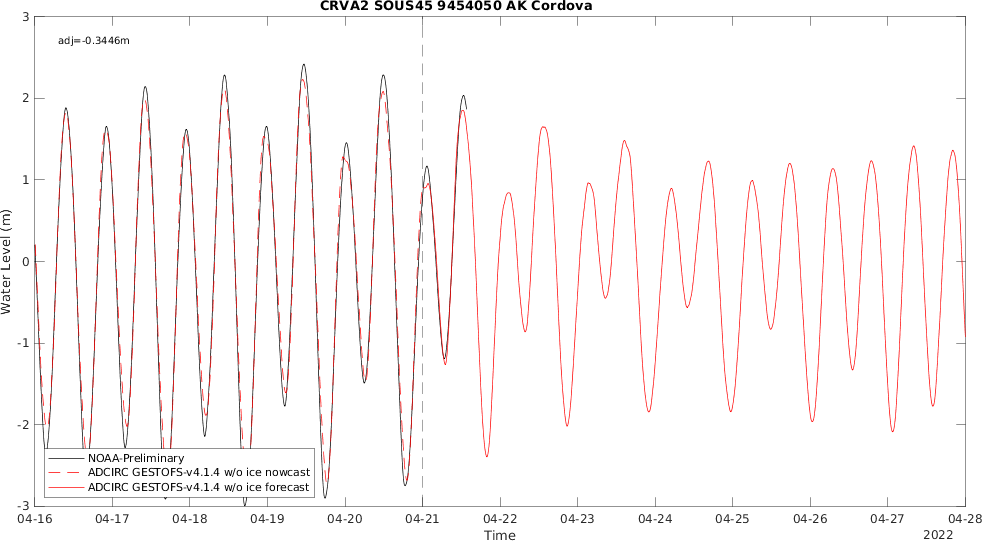 CRVA2 SOUS45 9454050 AK Cordova
adj=-0.3446m
3
2
1
0
-1
-2
-3
Water Level (m)
NOAA-Preliminary
ADCIRC GESTOFS-v4.1.4 w/o ice nowcast
ADCIRC GESTOFS-v4.1.4 w/o ice forecast
04-16 04-17 04-18 04-19 04-20 04-21 04-22 04-23 04-24 04-25 04-26 04-27 04-28
Time
2022